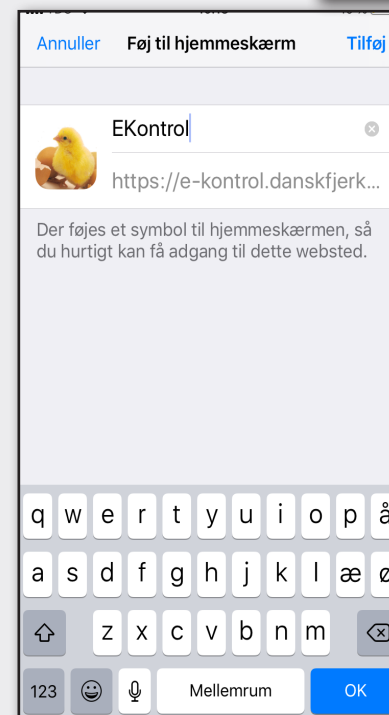 Annuller Føj til hjemmeskærm Tilføj
EKontrol
https://e-kontrol.danskfjerk...
Der føjes et symbol til hjemmeskærmen, så
du hurtigt kan få adgang til dette websted.
q w e r t y u i o p å
a s d f g h j k l æ ø
z x c v b n m
123 Mellemrum OK